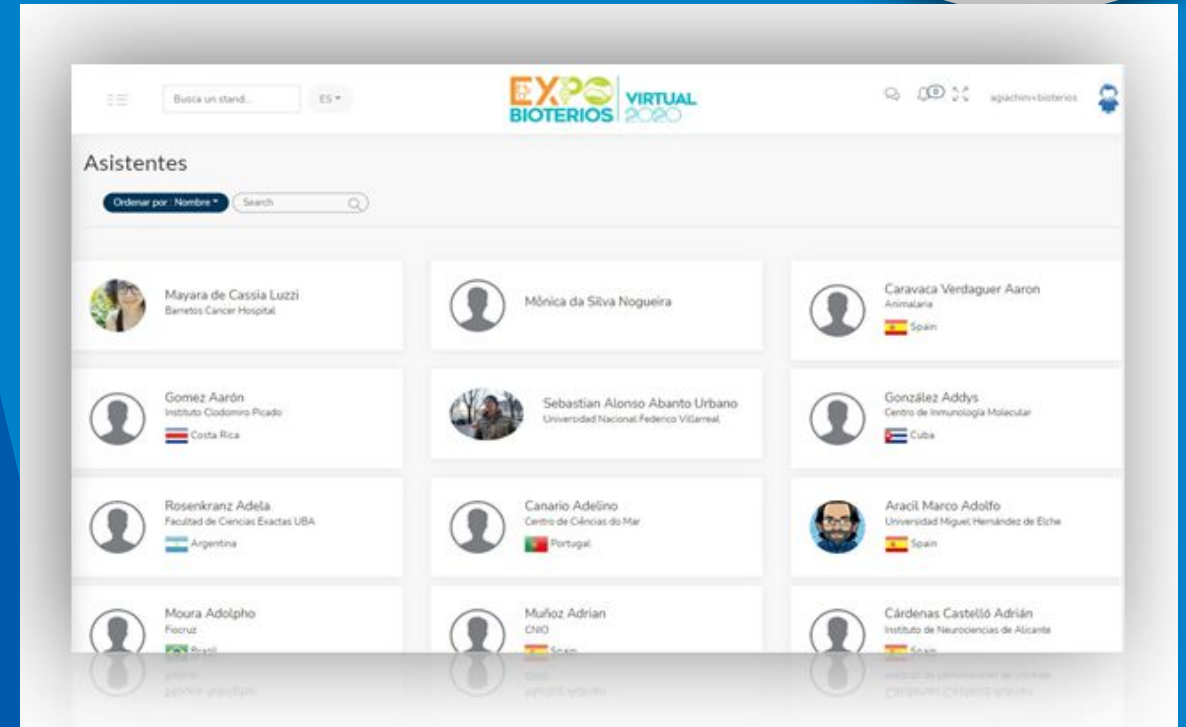 Busca un stand...
ES
EXPO
BIOTERIOS
VIRTUAL
2020
0
agiachini+bioterios
Asistentes
Ordenar por : Nombre
Search
Mayara de Cassia Luzzi
Barretos Cancer Hospital
Mônica da Silva Nogueira
Caravaca Verdaguer Aaron
Animalaria
Spain
Gomez Aarón
Instituto Clodomiro Picado
Costa Rica
Sebastian Alonso Abanto Urbano
Universidad Nacional Federico Villarreal
González Addys
Centro de Inmunología Molecular
Cuba
Rosenkranz Adela
Facultad de Ciencias Exactas UBA
Argentina
Canario Adelino
Centro de Ciências do Mar
Portugal
Aracil Marco Adolfo
Universidad Miguel Hernández de Elche
Spain
Moura Adolpho
Fiocruz
Brasil
Muñoz Adrian
CNIO
Spain
Cárdenas Castelló Adrián
Instituto de Neurociencias de Alicante
Spain